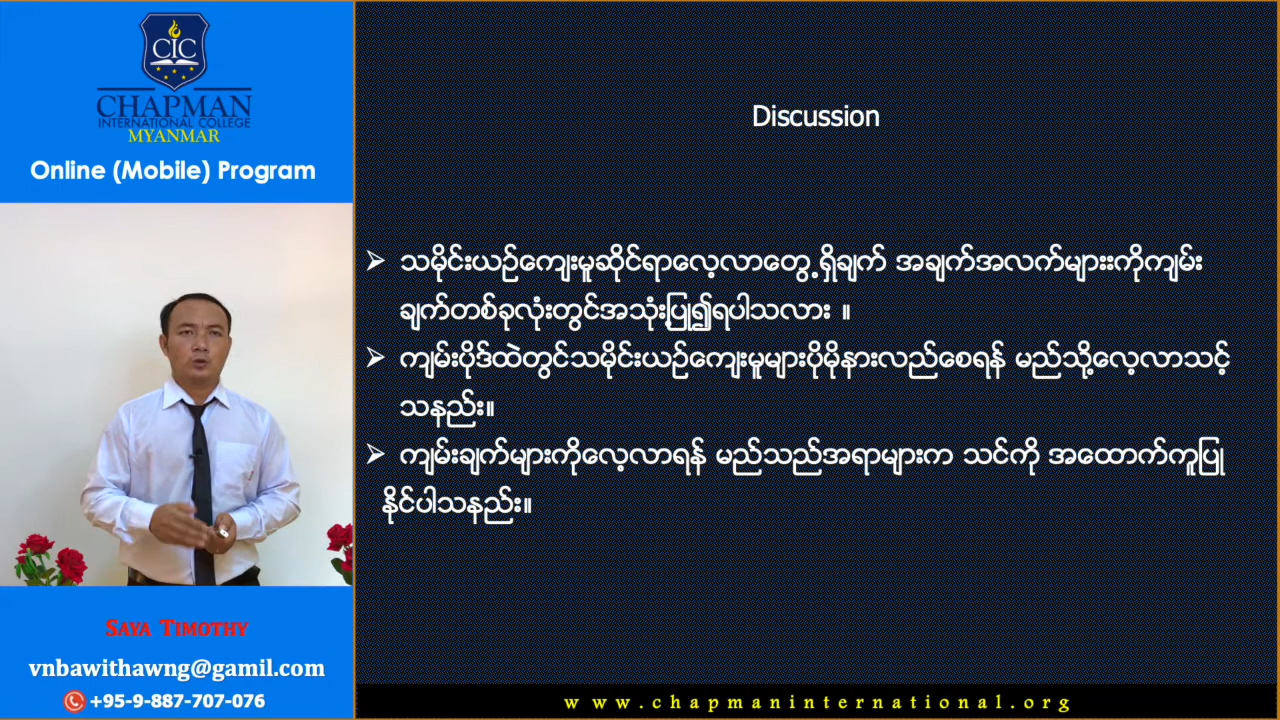 CIC
CHAPMAN
INTERNATIONAL COLLEGE
MYANMAR
Online (Mobile) Program
Discussion
➢ သမိုင်းယဉ်ကျေးမှုဆိုင်ရာလေ့လာတွေ့ရှိချက် အချက်အလက်များးကိုကျမ်း
ချက်တစ်ခုလုံးတွင်အသုံးပြု၍ရပါသလား ။
➢ ကျမ်းပိုဒ်ထဲတွင်သမိုင်းယဉ်ကျေးမှုများပိုမိုနားလည်စေရန် မည်သို့လေ့လာသင့်
သနည်း။
➢ ကျမ်းချက်များကိုလေ့လာရန် မည်သည်အရာများက သင်ကို အထောက်ကူပြု
နိုင်ပါသနည်း။
SAYA TIMOTHY
vnbawithawng@gamil.com
+95-9-887-707-076
www.chapmaninternational.org